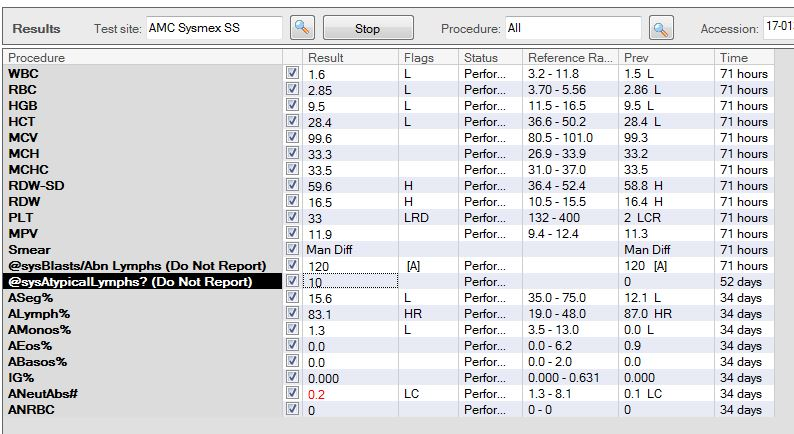 Results Test site: AMC Sysmex SS Stop Procedure: All Accession: 17-01
Procedure Result Flags Status Reference Ra... Prev Time
WBC 1.6 L Perfor... 3.2 - 11.8 1.5 L 71 hours
RBC 2.85 L Perfor... 3.70 - 5.56 2.86 L 71 hours
HGB 9.5 L Perfor... 11.5 - 16.5 9.5 L 71 hours
HCT 28.4 L Perfor... 36.6 - 50.2 28.4 L 71 hours
MCV 99.6 Perfor... 80.5 - 101.0 99.3 71 hours
MCH 33.3 Perfor... 26.9 - 33.9 33.2 71 hours
MCHC 33.5 Perfor... 31.0 - 37.0 33.5 71 hours
RDW-SD 59.6 H Perfor... 36.4 - 52.4 58.8 H 71 hours
RDW 16.5 H Perfor... 10.5 - 15.5 16.4 H 71 hours
PLT 33 LRD Perfor... 132 - 400 2 LCR 71 hours
MPV 11.9 Perfor... 9.4 - 12.4 11.3 71 hours
Smear Man Diff Man Diff 71 hours
@sysBlasts/Abn Lymphs (Do Not Report) 120 [A] Perfor... 120 [A] 71 hours
@sysAtypicalLymphs? (Do Not Report) 10 Perfor... 0 52 days
ASeg% 15.6 L Perfor... 35.0 - 75.0 12.1 L 34 days
ALymph% 83.1 HR Perfor... 19.0 - 48.0 87.0 HR 34 days
AMonos% 1.3 L Perfor... 3.5 - 13.0 0.0 L 34 days
AEos% 0.0 Perfor... 0.0 - 6.2 0.9 34 days
ABasos% 0.0 Perfor... 0.0 - 2.0 0.0 34 days
IG% 0.000 Perfor... 0.000 - 0.631 0.000 34 days
ANeutAbs# 0.2 LC Perfor... 1.3 - 8.1 0.1 LC 34 days
ANRBC 0 Perfor... 0 - 0 0 34 days